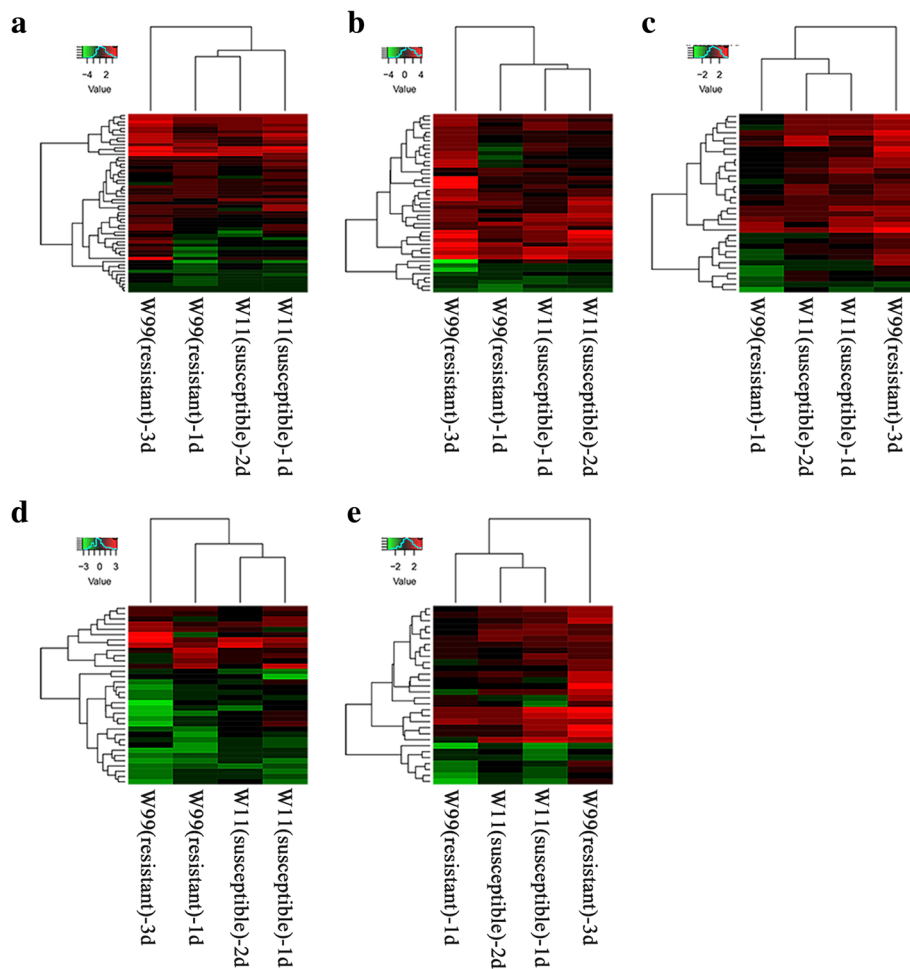 a
−4 2
Value
W99(resistant)-3d
W99(resistant)-1d
W11(susceptible)-2d
W11(susceptible)-1d
b
−4 0 4
Value
W99(resistant)-3d
W99(resistant)-1d
W11(susceptible)-1d
W11(susceptible)-2d
c
−2 2
Value
W99(resistant)-1d
W11(susceptible)-2d
W11(susceptible)-1d
W99(resistant)-3d
d
−3 0 3
Value
W99(resistant)-3d
W99(resistant)-1d
W11(susceptible)-2d
W11(susceptible)-1d
e
−2 2
Value
W99(resistant)-1d
W11(susceptible)-2d
W11(susceptible)-1d
W99(resistant)-3d